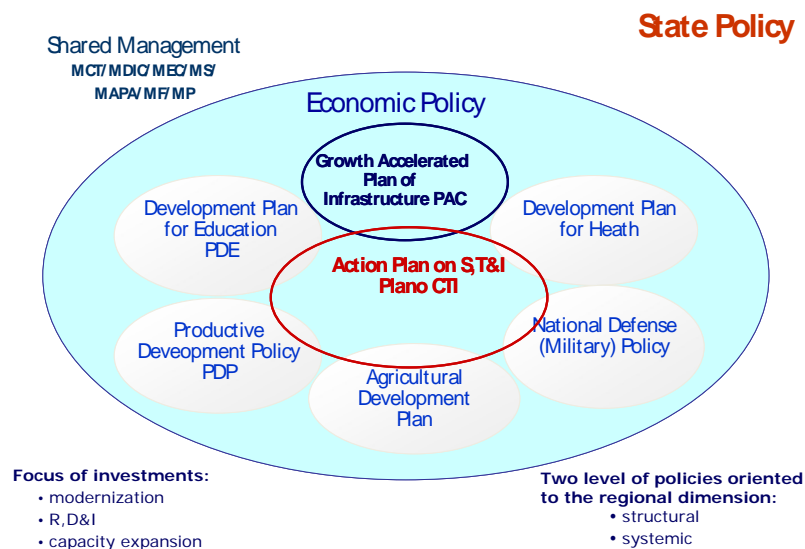 State Policy
Shared Management
MCT/MDIC/MEC/MS/
MAPA/MF/MP
Economic Policy
Growth Accelerated
Plan of
Infrastructure PAC
Development Plan
for Education
PDE
Development Plan
for Heath
Action Plan on S,T&I
Plano CTI
Productive
Deveopment Policy
PDP
National Defense
(Military) Policy
Agricultural
Development
Plan
Focus of investments:
• modernization
• R,D&I
• capacity expansion
Two level of policies oriented
to the regional dimension:
• structural
• systemic